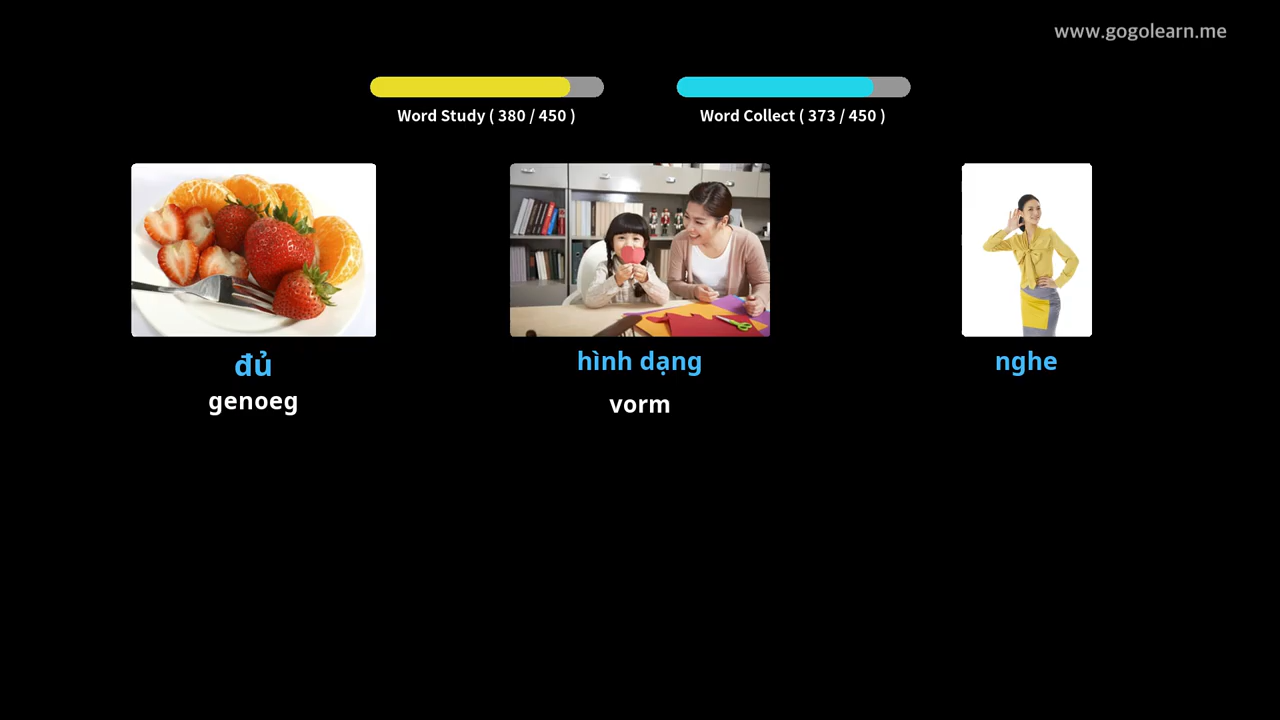 www.gogolearn.me
Word Study ( 380 / 450 )
Word Collect ( 373 / 450 )
đủ
genoeg
hình dạng
vorm
nghe